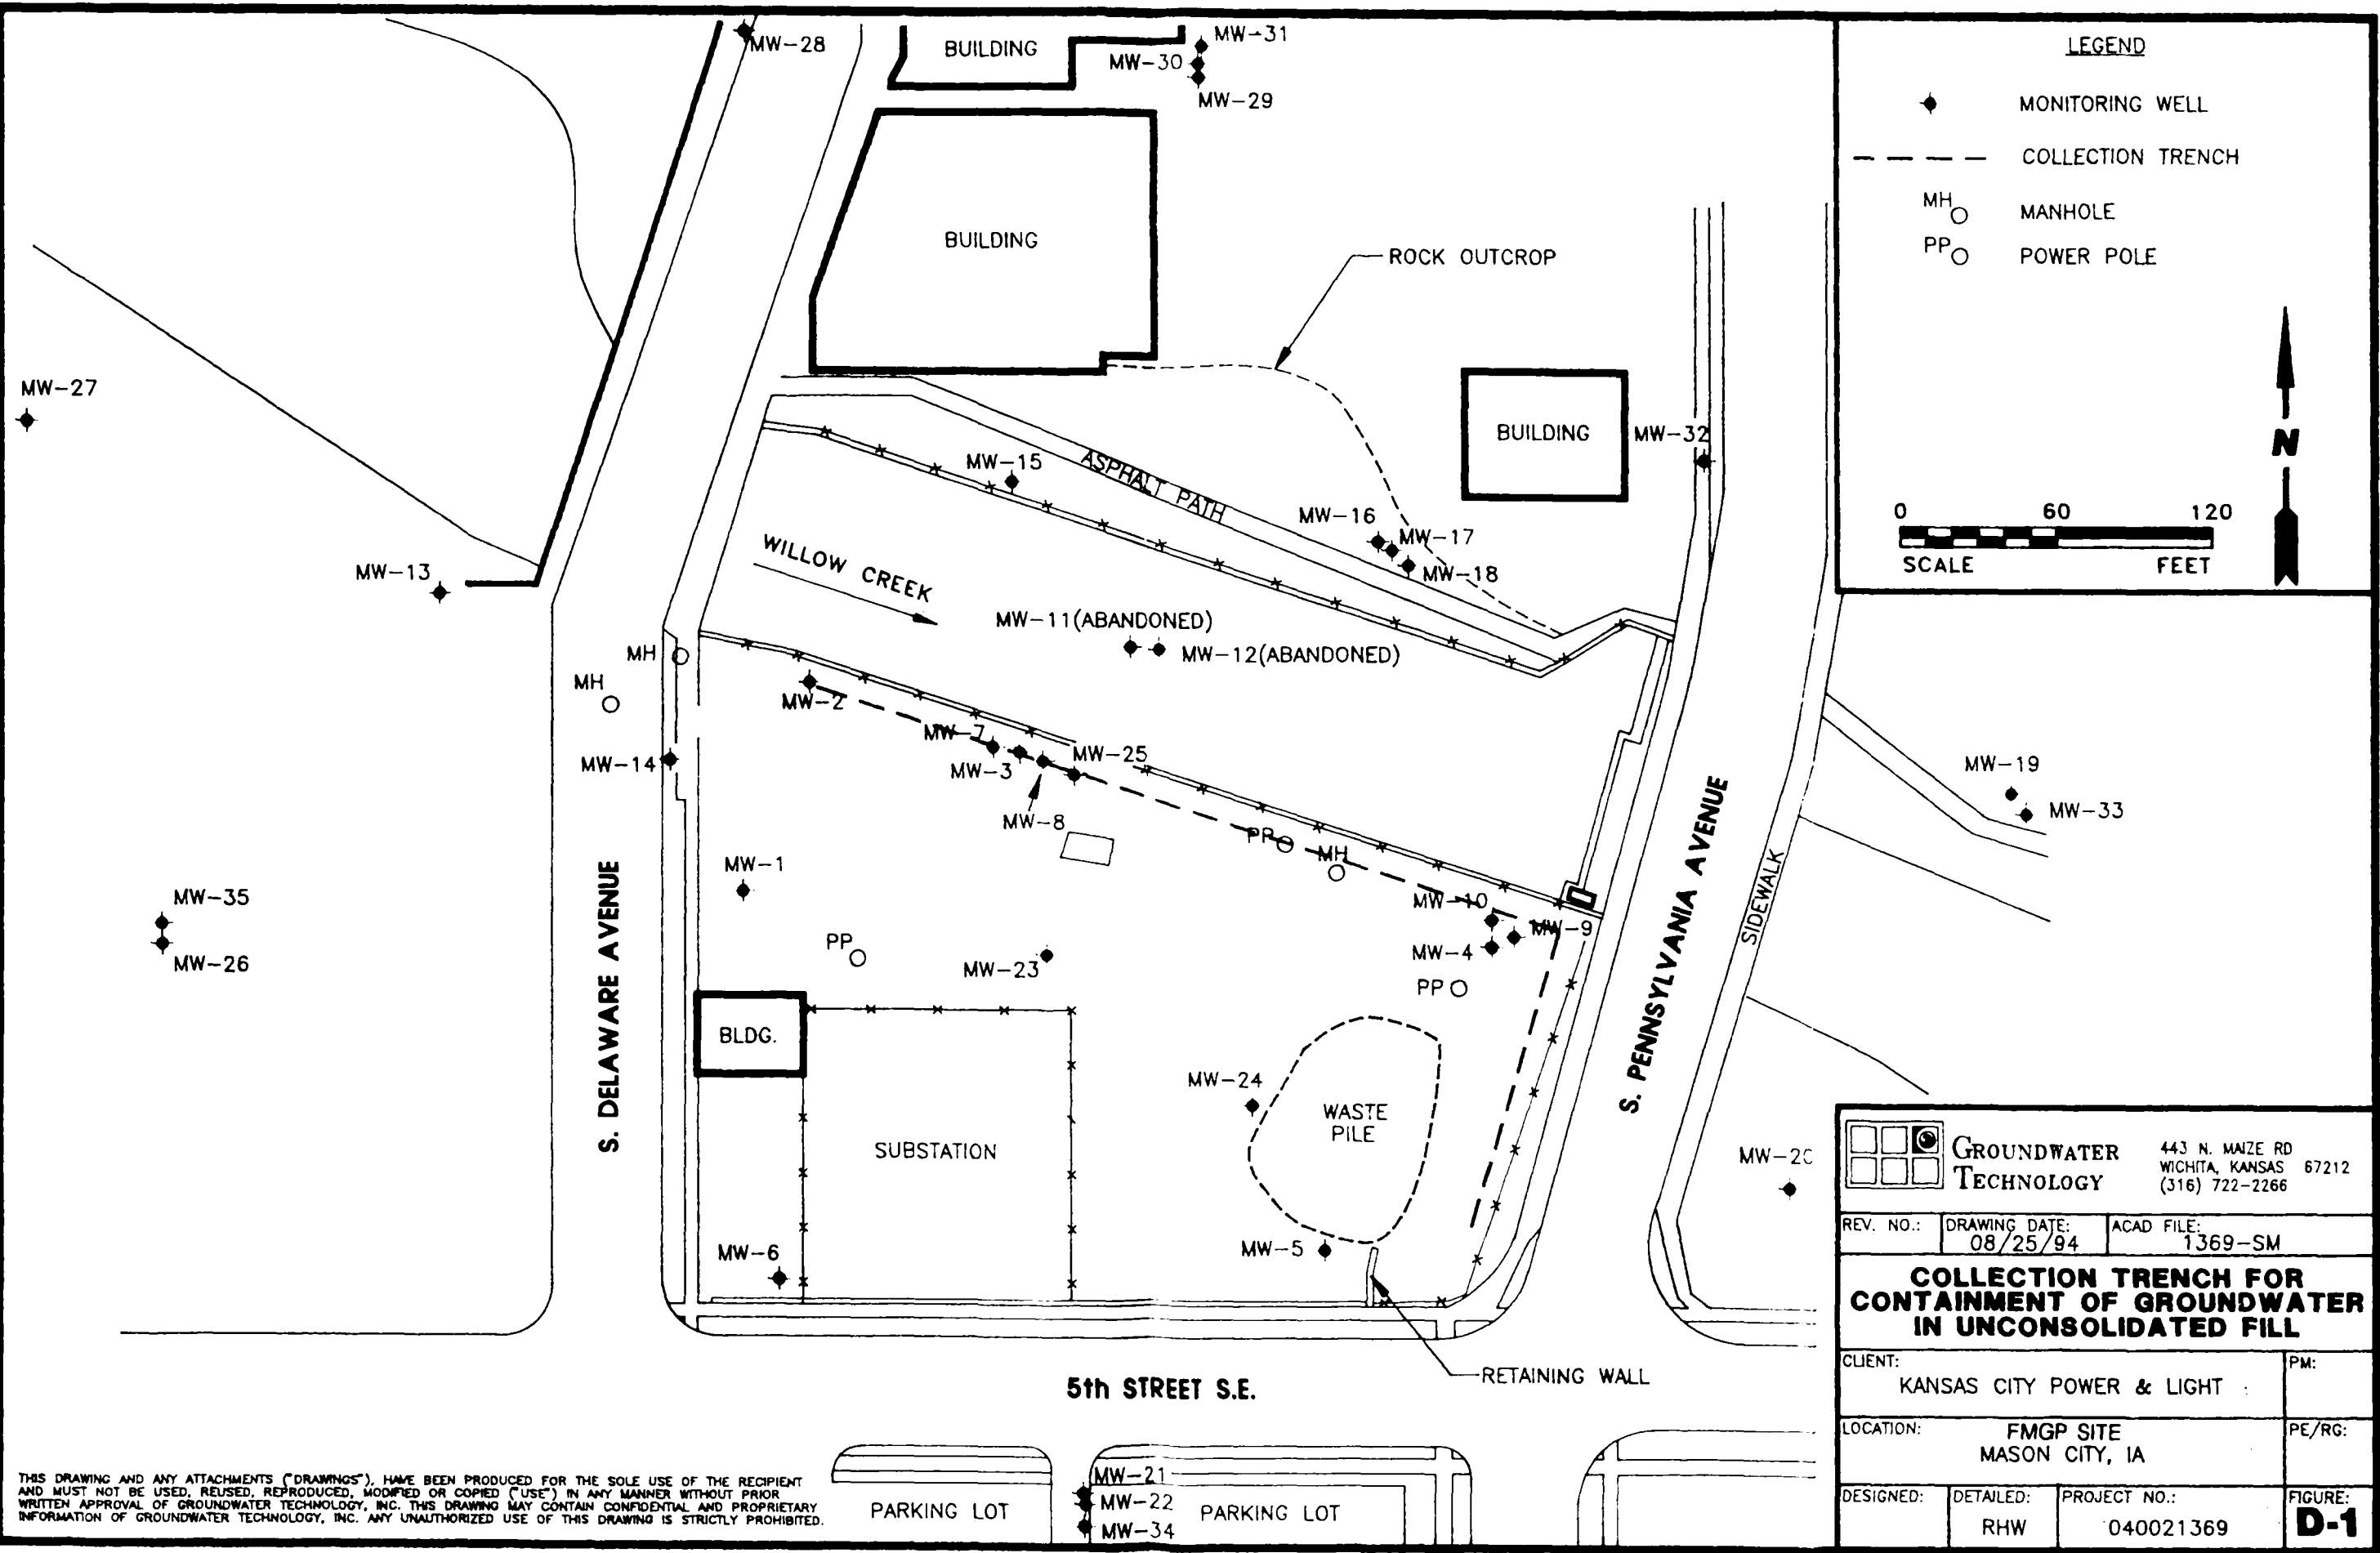 MW-28
BUILDING
MW-31
MW-30
MW-29
BUILDING
ROCK OUTCROP
MW-27
BUILDING
MW-32
MW-15
ASPHALT PATH
MW-16
MW-17
MW-18
MW-13
WILLOW CREEK
MW-11(ABANDONED)
MW-12(ABANDONED)
MH
MH
MW-2
MW-7
MW-25
MW-3
MW-14
MW-8
PP
MH
MW-1
MW-10
MW-9
MW-4
MW-35
MW-26
PP
MW-23
PP
S. DELAWARE AVENUE
S. PENNSYLVANIA AVENUE
SIDEWALK
MW-19
MW-33
BLDG.
MW-24
WASTE
PILE
SUBSTATION
MW-6
MW-5
RETAINING WALL
5th STREET S.E.
PARKING LOT
MW-21
MW-22
MW-34
PARKING LOT
THIS DRAWING AND ANY ATTACHMENTS ("DRAWINGS"), HAVE BEEN PRODUCED FOR THE SOLE USE OF THE RECIPIENT
AND MUST NOT BE USED, REUSED, REPRODUCED, MODIFIED OR COPIED ("USE") IN ANY MANNER WITHOUT PRIOR
WRITTEN APPROVAL OF GROUNDWATER TECHNOLOGY, INC. THIS DRAWING MAY CONTAIN CONFIDENTIAL AND PROPRIETARY
INFORMATION OF GROUNDWATER TECHNOLOGY, INC. ANY UNAUTHORIZED USE OF THIS DRAWING IS STRICTLY PROHIBITED.
LEGEND
MONITORING WELL
COLLECTION TRENCH
MH
MANHOLE
PP
POWER POLE
N
0 60 120
SCALE FEET
GROUNDWATER
TECHNOLOGY
443 N. MAIZE RD
WICHITA, KANSAS 67212
(316) 722-2266
REV. NO.:
DRAWING DATE:
08/25/94
ACAD FILE:
1369-SM
COLLECTION TRENCH FOR
CONTAINMENT OF GROUNDWATER
IN UNCONSOLIDATED FILL
CLIENT:
KANSAS CITY POWER & LIGHT
PM:
LOCATION:
FMGP SITE
MASON CITY, IA
PE/RG:
DESIGNED:
DETAILED:
RHW
PROJECT NO.:
040021369
FIGURE:
D-1